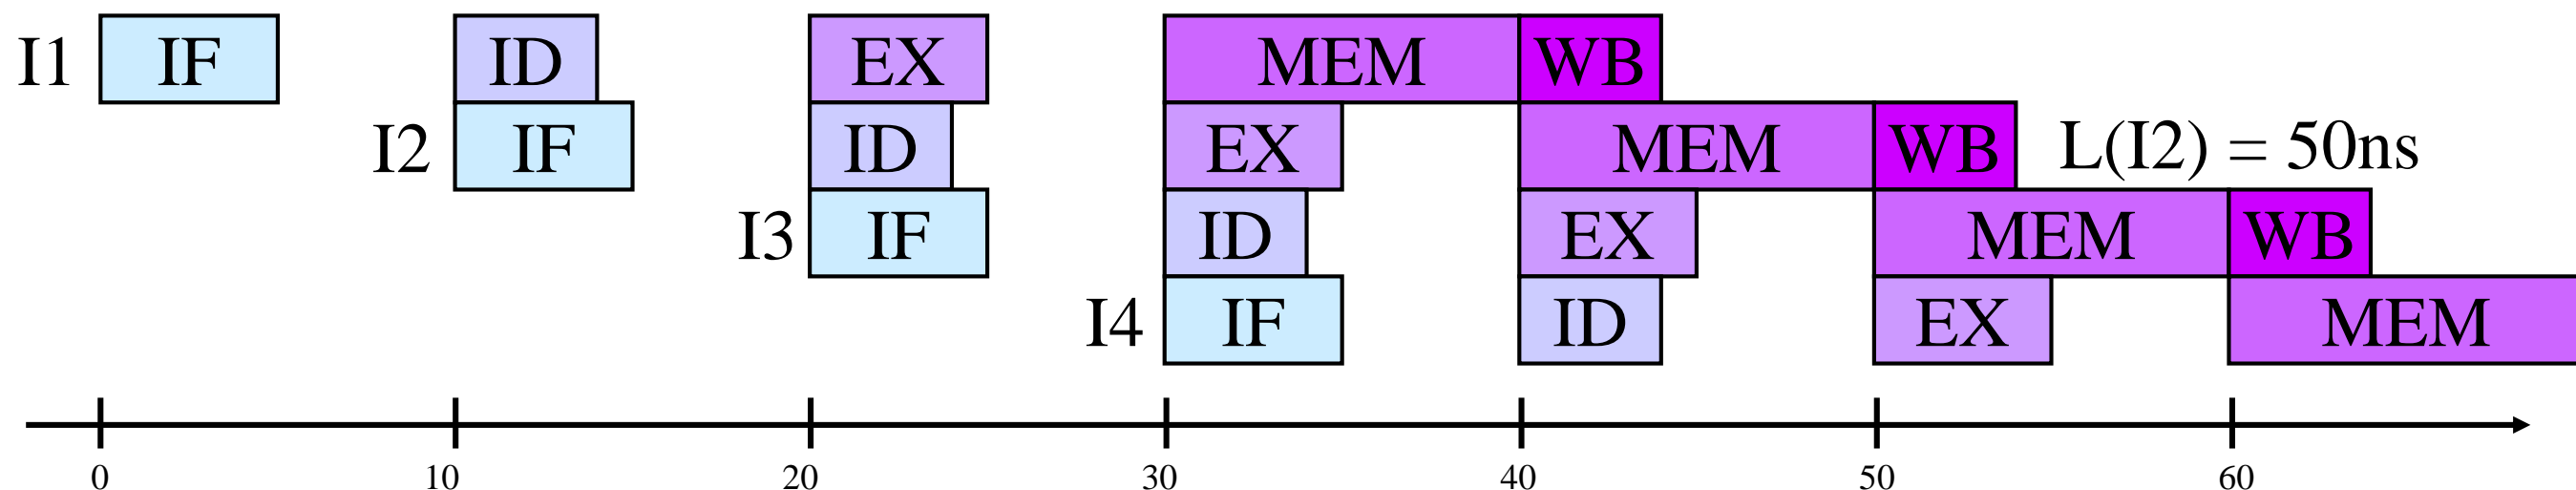 I1 IF ID EX MEM WB
I2 IF ID EX MEM WB L(I2) = 50ns
I3 IF ID EX MEM WB
I4 IF ID EX MEM
0 10 20 30 40 50 60